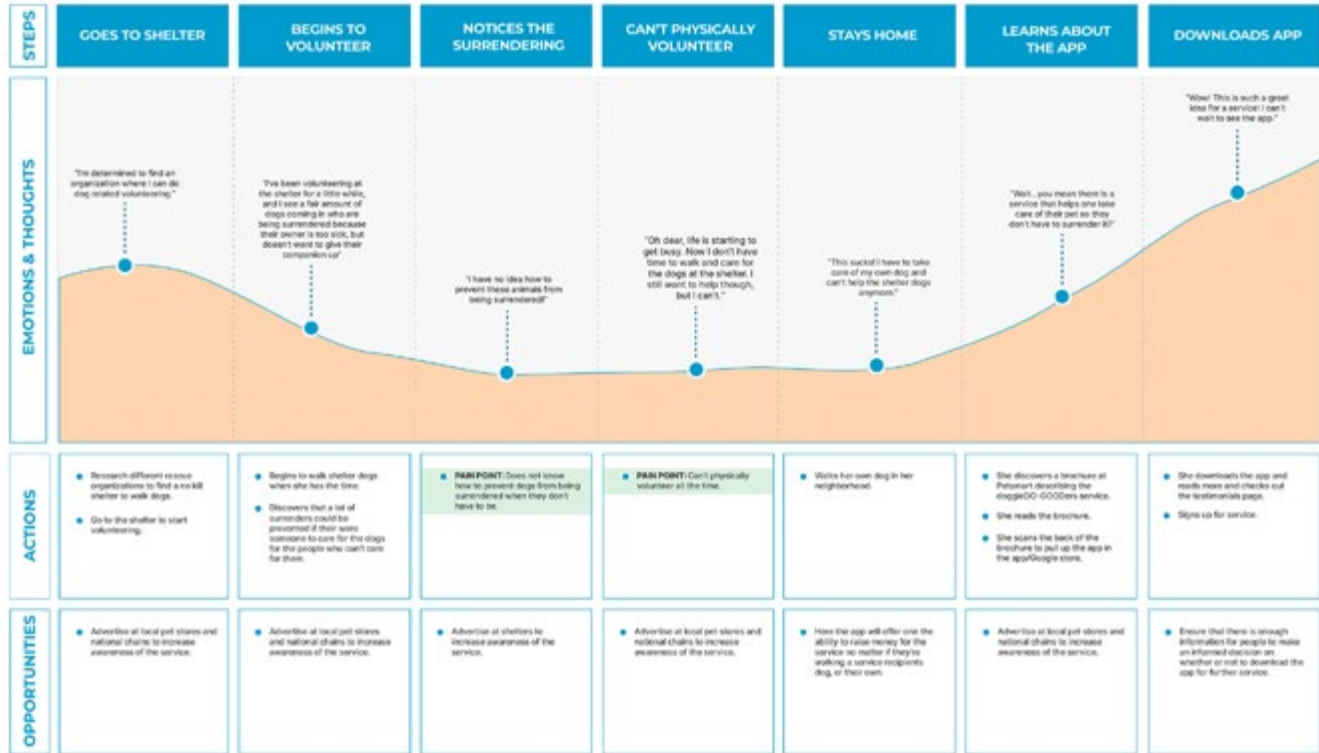 STEPS
GOES TO SHELTER
BEGINS TO
VOLUNTEER
NOTICES THE
SURRENDERING
CAN'T PHYSICALLY
VOLUNTEER
STAYS HOME
LEARNS ABOUT
THE APP
DOWNLOADS APP
EMOTIONS & THOUGHTS
"I'm determined to find an
organization where I can do
dog related volunteering."
"I've been volunteering at
the shelter for a little while,
and I see a fair amount of
dogs coming in who are
being surrendered because
their owner is too sick, but
doesn't want to give their
companion up"
"I have no idea how to
prevent these animals from
being surrendered!"
"Oh dear, life is starting to
get busy. Now I don't have
time to walk and care for
the dogs at the shelter. I
still want to help though,
but I can't."
"This sucks! I have to take
care of my own dog and
can't help the shelter dogs
anymore."
"Wait...you mean there is a
service that helps one take
care of their pet so they
don't have to surrender it?"
"Wow! This is such a great
idea for a service! I can't
wait to see the app."
ACTIONS
Research different rescue
organizations to find a no kill
shelter to walk dogs.
Go to the shelter to start
volunteering.
Begins to walk shelter dogs
when she has the time.
Discovers that a lot of
surrenders could be
prevented if their were
someone to care for the dogs
for the people who can't care
for them.
PAIN POINT: Does not know
how to prevent dogs from being
surrendered when they don't
have to be.
PAIN POINT: Can't physically
volunteer all the time.
Walks her own dog in her
neighborhood.
She discovers a brochure at
Petsmart describing the
doggieDO-GOODers service.
She reads the brochure.
She scans the back of the
brochure to pull up the app in
the app/Google store.
She downloads the app and
reads more and checks out
the testimonials page.
Signs up for service.
OPPORTUNITIES
Advertise at local pet stores and
national chains to increase
awareness of the service.
Advertise at local pet stores
and national chains to increase
awareness of the service.
Advertise at shelters to
increase awareness of the
service.
Advertise at local pet stores and
national chains to increase
awareness of the service.
Here the app will offer one the
ability to raise money for the
service no matter if they're
walking a service recipients
dog, or their own.
Advertise at local pet stores and
national chains to increase
awareness of the service.
Ensure that there is enough
information for people to make
an informed decision on
whether or not to download the
app for further service.